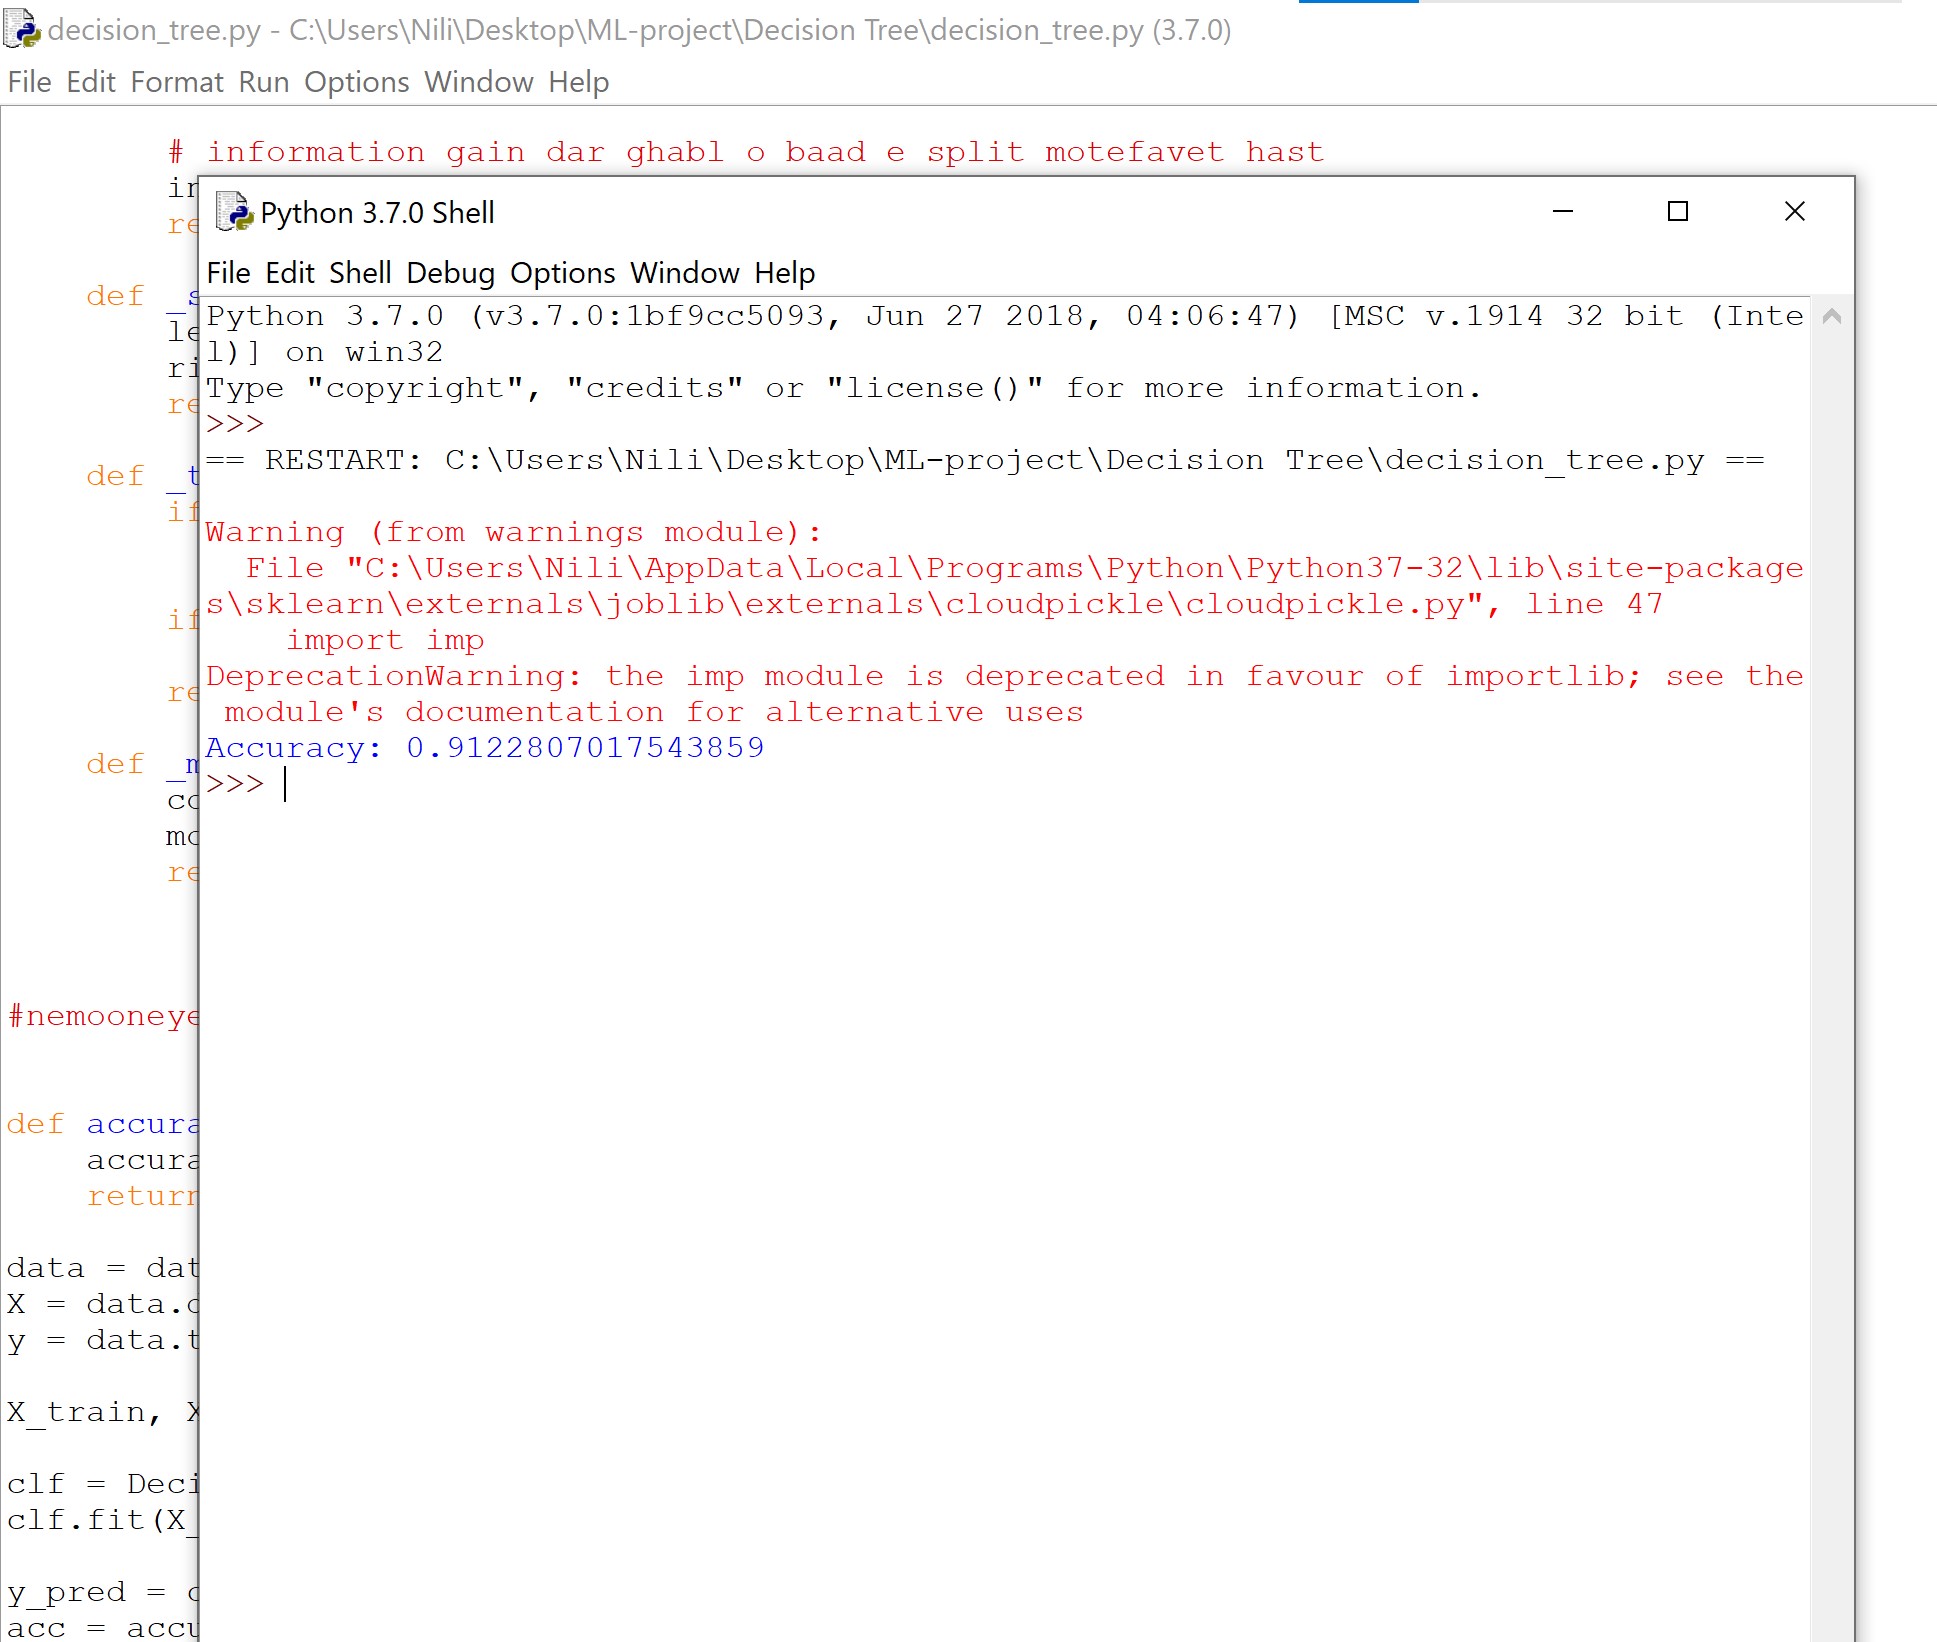 decision_tree.py - C:\Users\Nili\Desktop\ML-project\Decision Tree\decision_tree.py (3.7.0)
File Edit Format Run Options Window Help
# information gain dar ghabl o baad e split motefavet hast
Python 3.7.0 Shell
File Edit Shell Debug Options Window Help
Python 3.7.0 (v3.7.0:1bf9cc5093, Jun 27 2018, 04:06:47) [MSC v.1914 32 bit (Inte
l)] on win32
Type "copyright", "credits" or "license()" for more information.
>>>
== RESTART: C:\Users\Nili\Desktop\ML-project\Decision Tree\decision_tree.py ==
Warning (from warnings module):
File "C:\Users\Nili\AppData\Local\Programs\Python\Python37-32\lib\site-package
s\sklearn\externals\joblib\externals\cloudpickle\cloudpickle.py", line 47
import imp
DeprecationWarning: the imp module is deprecated in favour of importlib; see the
module's documentation for alternative uses
Accuracy: 0.9122807017543859
>>>
def
le
ri
re
def _t
if
if
re
def
re
#nemooneye
def accura
accura
return
data = dat
X = data.
y = data.t
X_train, X
clf = Deci
clf.fit(X_
y_pred =
acc = accu